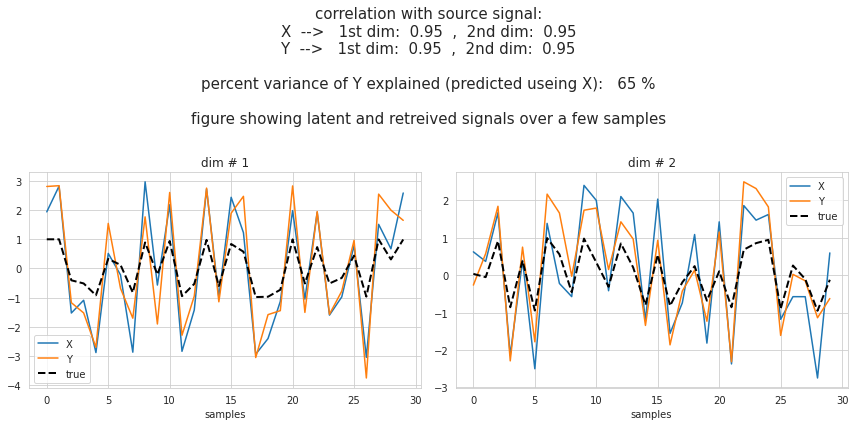 correlation with source signal:
X --> 1st dim: 0.95 , 2nd dim: 0.95
Y --> 1st dim: 0.95 , 2nd dim: 0.95
percent variance of Y explained (predicted useing X): 65 %
figure showing latent and retreived signals over a few samples
dim # 1
3
2
1
0
−1
−2
−3
−4
X
Y
true
0 5 10 15 20 25 30
samples
dim # 2
2
1
0
−1
−2
−3
X
Y
true
0 5 10 15 20 25 30
samples